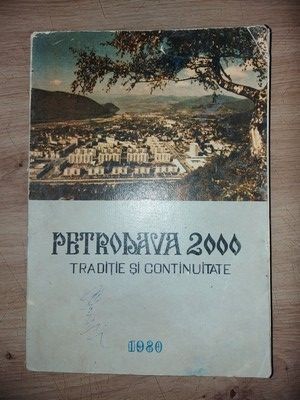 PETRODAVA 2000
TRADIȚIE ȘI CONTINUITATE
1980